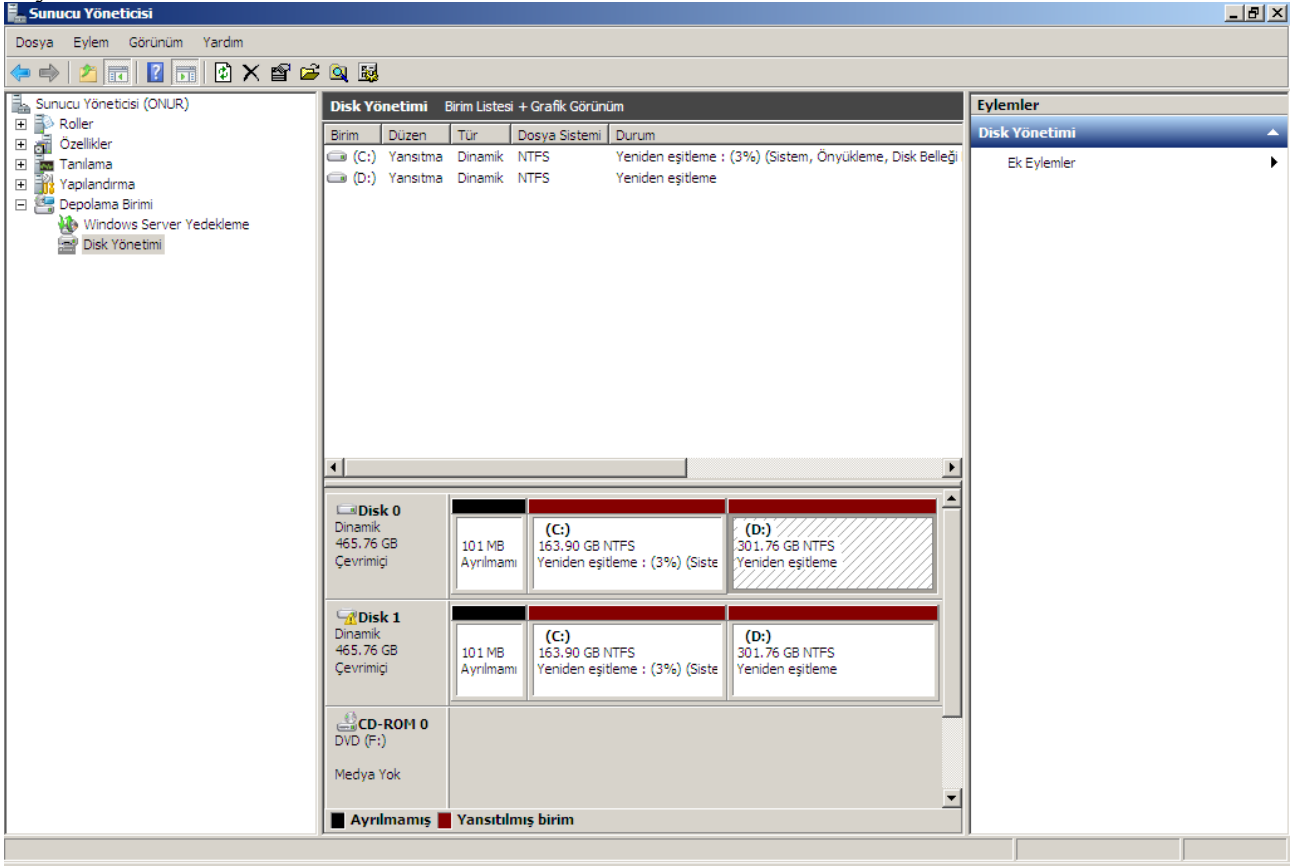 Sunucu Yöneticisi
Dosya Eylem Görünüm Yardım
Sunucu Yöneticisi (ONUR)
Roller
Özellikler
Tanılama
Yapılandırma
Depolama Birimi
Windows Server Yedekleme
Disk Yönetimi
Disk Yönetimi Birim Listesi + Grafik Görünüm
Birim Düzen Tür Dosya Sistemi Durum
(C:) Yansıtma Dinamik NTFS Yeniden eşitleme : (3%) (Sistem, Önyükleme, Disk Belleği
(D:) Yansıtma Dinamik NTFS Yeniden eşitleme
Disk 0
Dinamik
465.76 GB
Çevrimiçi
101 MB
Ayrılmamı
(C:)
163.90 GB NTFS
Yeniden eşitleme : (3%) (Siste
(D:)
301.76 GB NTFS
Yeniden eşitleme
Disk 1
Dinamik
465.76 GB
Çevrimiçi
101 MB
Ayrılmamı
(C:)
163.90 GB NTFS
Yeniden eşitleme : (3%) (Siste
(D:)
301.76 GB NTFS
Yeniden eşitleme
CD-ROM 0
DVD (F:)
Medya Yok
Ayrılmamış Yansıtılmış birim
Eylemler
Disk Yönetimi
Ek Eylemler